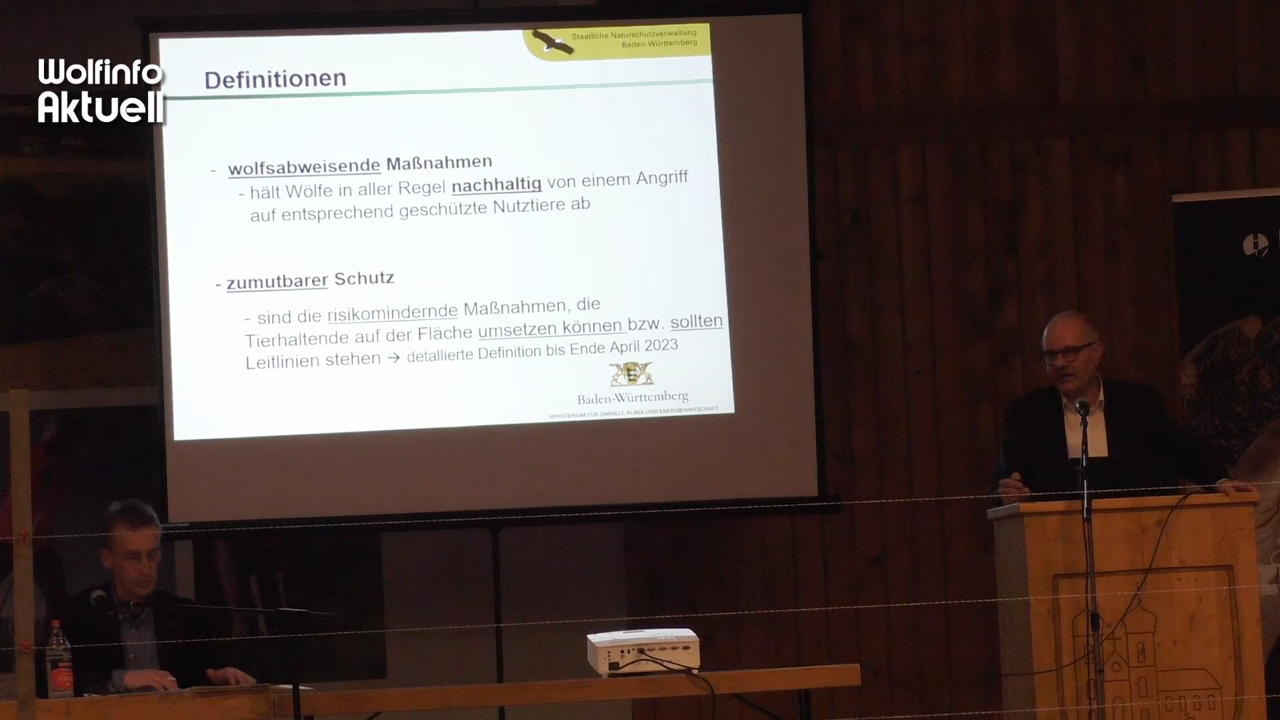 Wolfinfo
Aktuell
Staatliche Naturschutzverwaltung
Baden-Württemberg
Definitionen
- wolfsabweisende Maßnahmen
- hält Wölfe in aller Regel nachhaltig von einem Angriff
auf entsprechend geschützte Nutztiere ab
- zumutbarer Schutz
- sind die risikomindernde Maßnahmen, die
Tierhaltende auf der Fläche umsetzen können bzw. sollten
Leitlinien stehen → detallierte Definition bis Ende April 2023
Baden-Württemberg
MINISTERIUM FÜR UMWELT, KLIMA UND ENERGIEWIRTSCHAFT